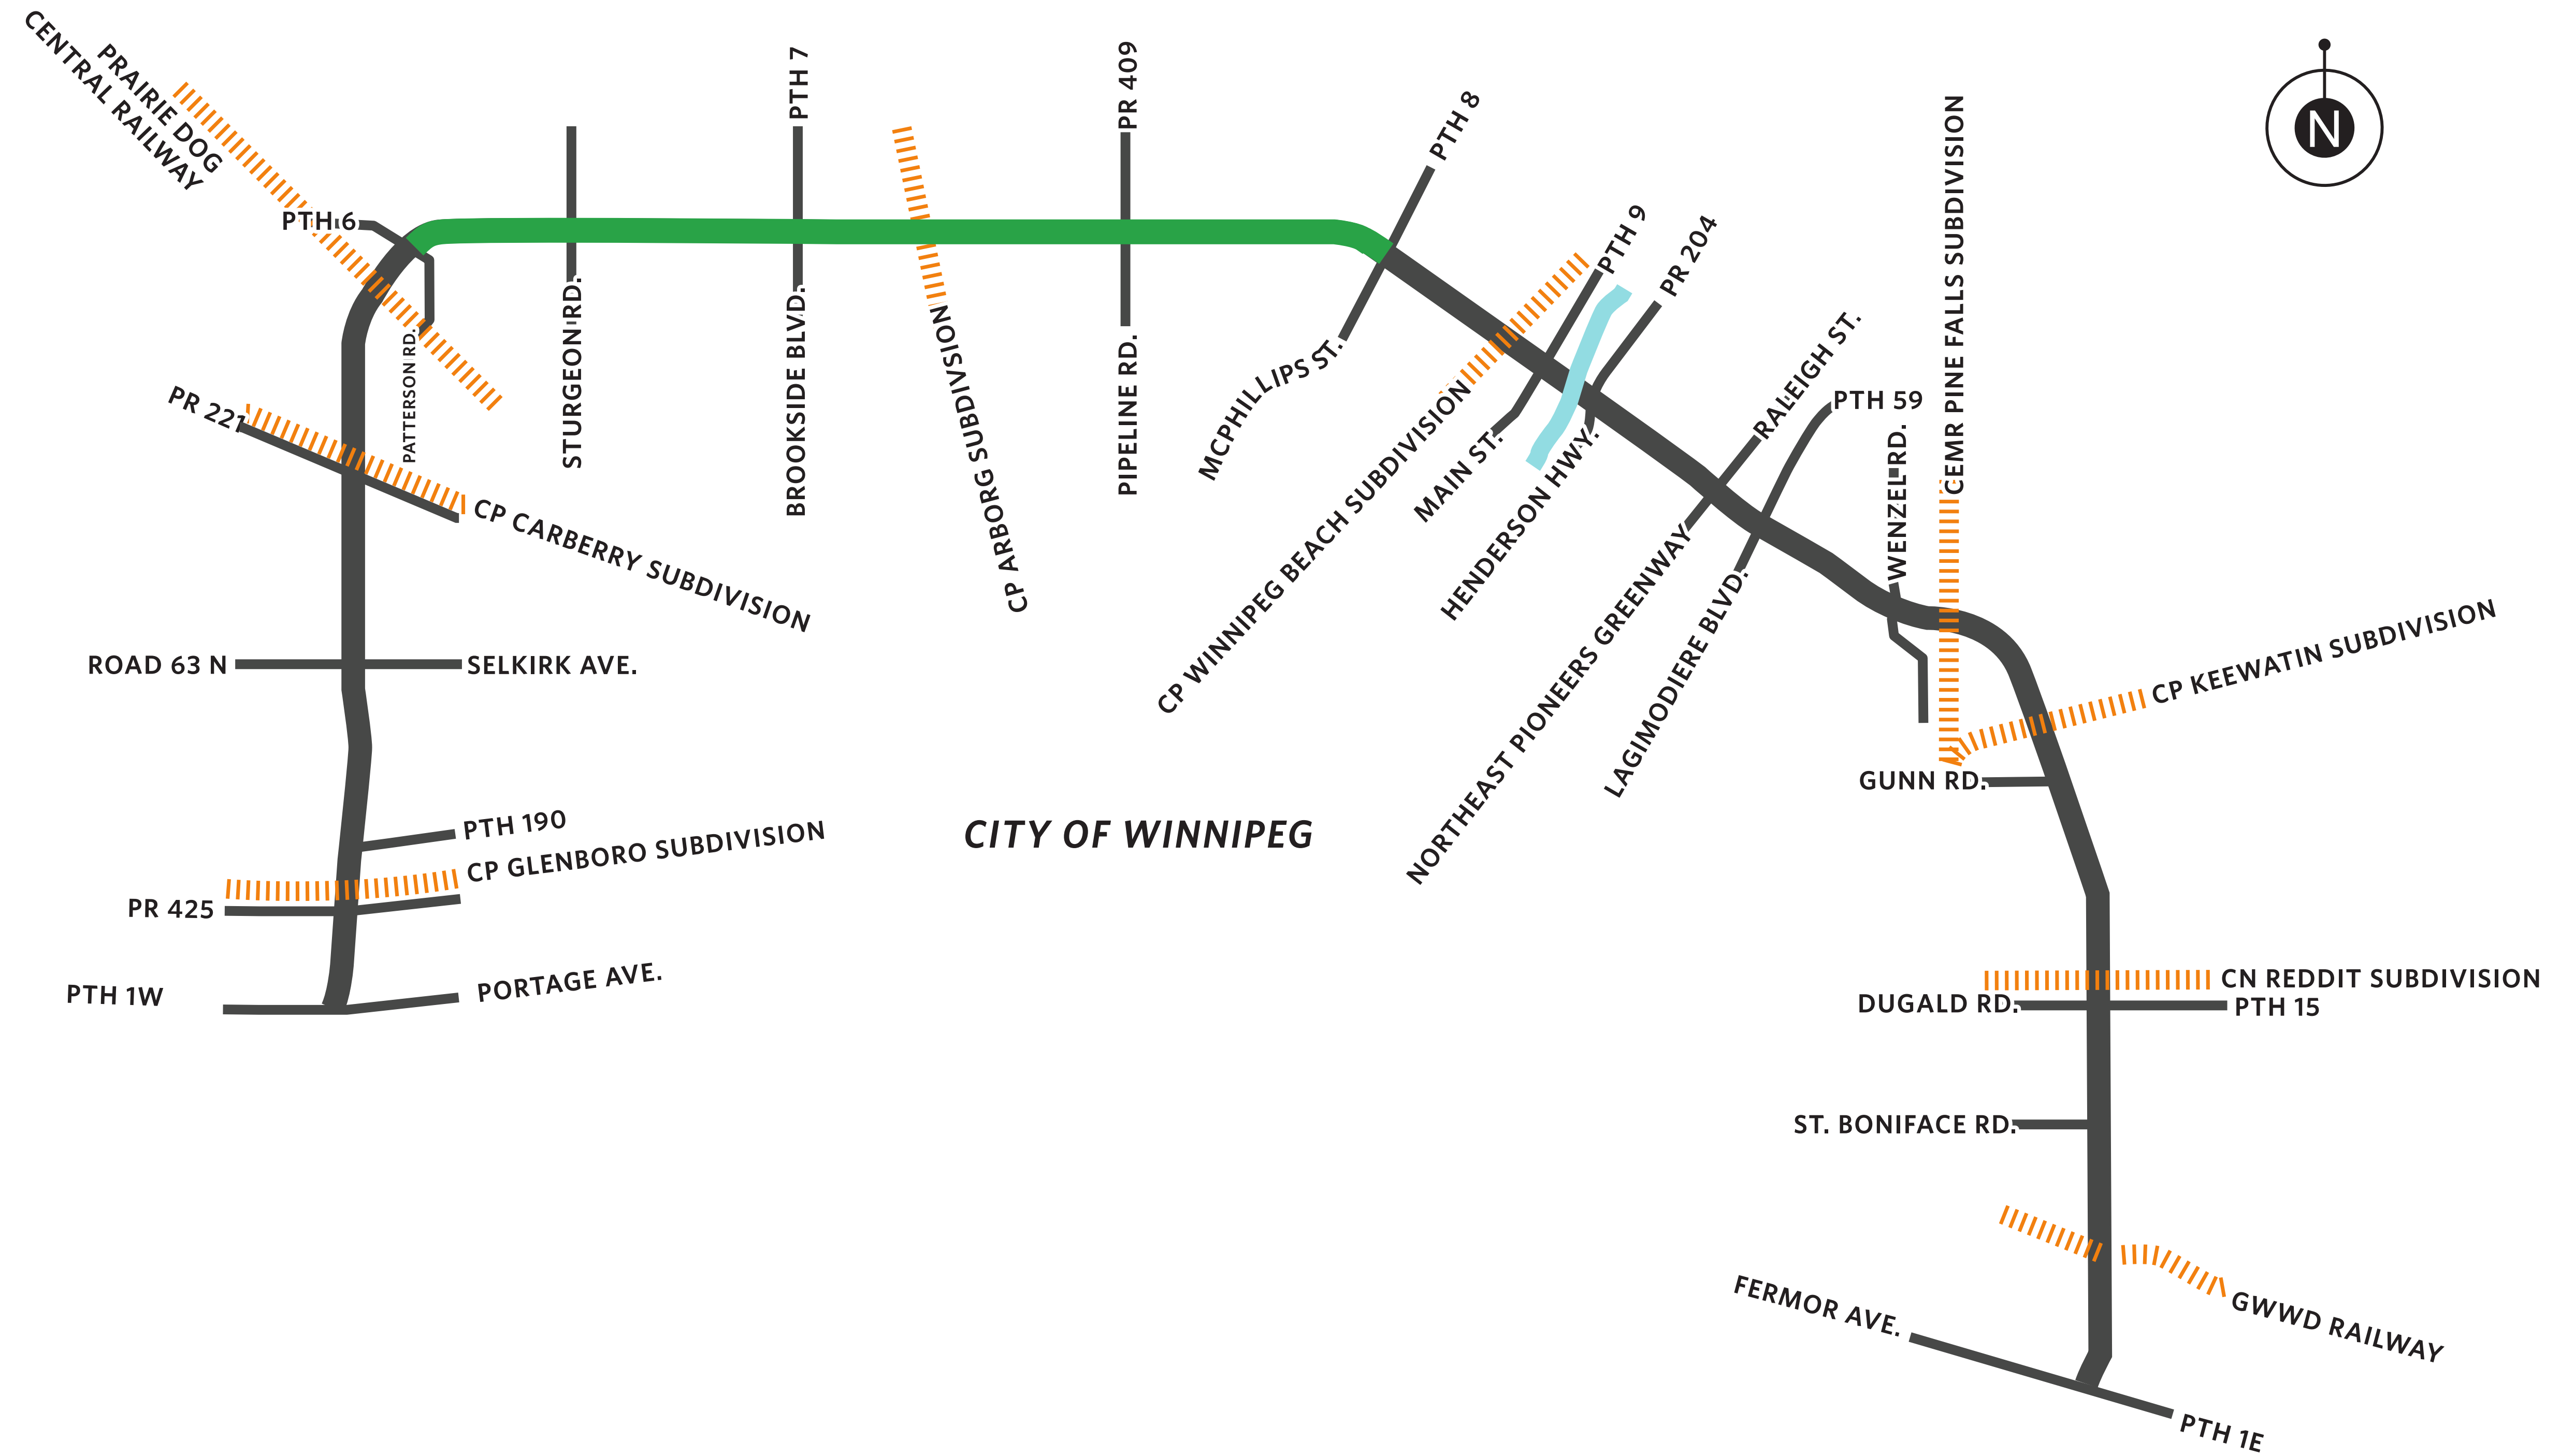 CENTRAL RAILWAY
PRAIRIE DOG
PTH 6
PATTERSON RD.
PR 221
CP CARBERRY SUBDIVISION
ROAD 63 N
SELKIRK AVE.
PTH 190
CP GLENBORO SUBDIVISION
PR 425
PTH 1W
PORTAGE AVE.
STURGEON RD.
PTH 7
BROOKSIDE BLVD.
CP ARBORG SUBDIVISION
PR 409
PIPELINE RD.
PTH 8
MCPHILLIPS ST.
CP WINNIPEG BEACH SUBDIVISION
PTH 9
MAIN ST.
PR 204
HENDERSON HWY.
RALEIGH ST.
NORTHEAST PIONEERS GREENWAY
PTH 59
LAGIMODIERE BLVD.
WENZEL RD.
CEMR PINE FALLS SUBDIVISION
N
CP KEEWATIN SUBDIVISION
GUNN RD.
CITY OF WINNIPEG
CN REDDIT SUBDIVISION
DUGALD RD.
PTH 15
ST. BONIFACE RD.
GWWD RAILWAY
FERMOR AVE.
PTH 1E